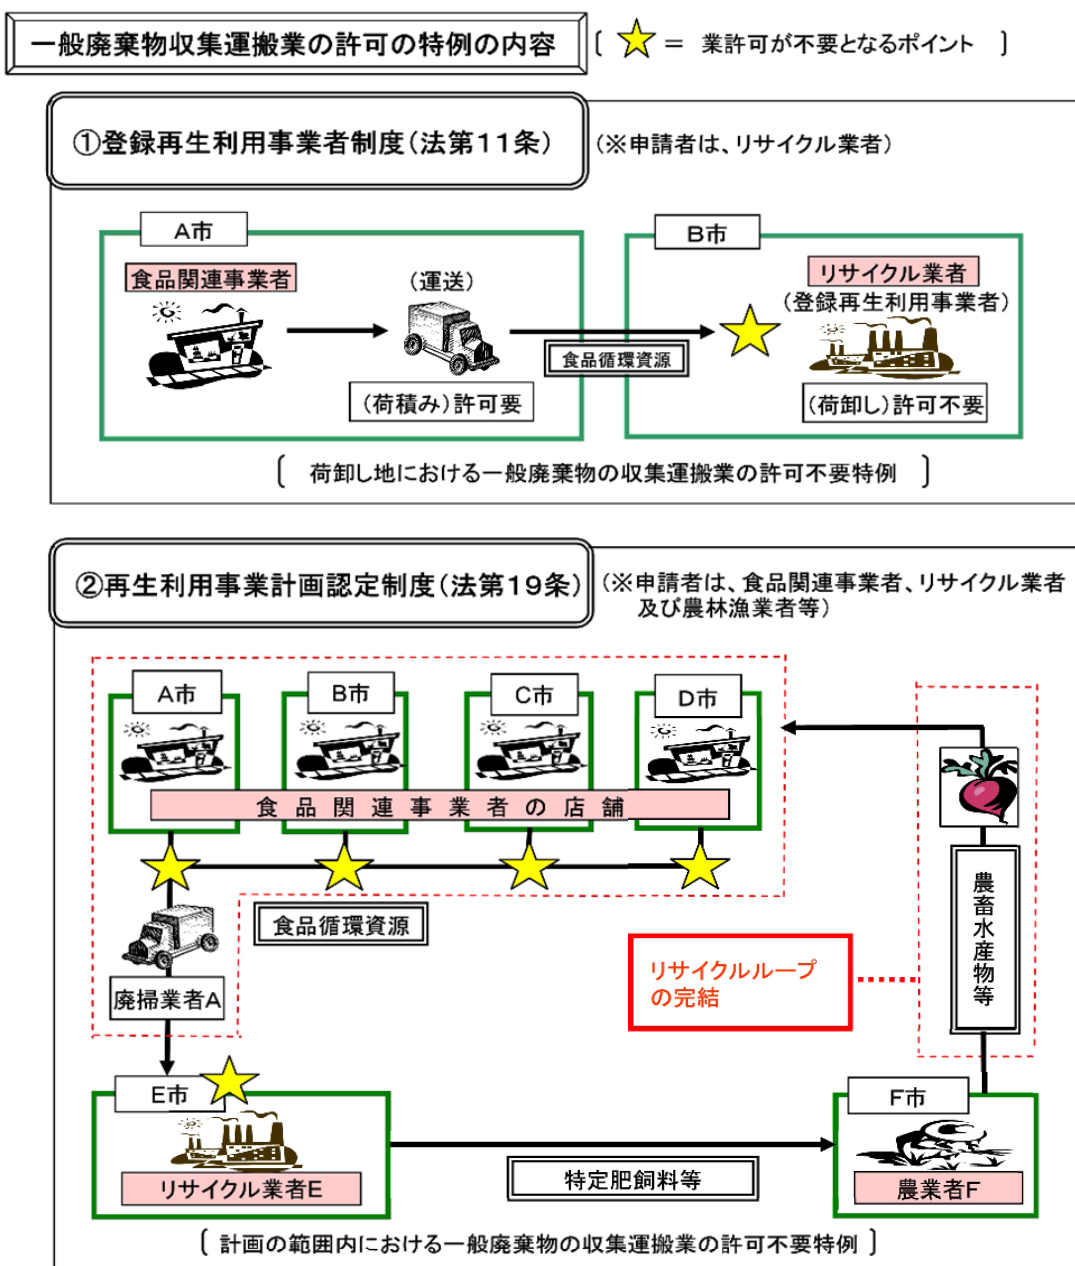 一般廃棄物収集運搬業の許可の特例の内容
〔 ★ = 業許可が不要となるポイント 〕
①登録再生利用事業者制度(法第11条)
(※申請者は、リサイクル業者)
A市
B市
食品関連事業者
(運送)
リサイクル業者
(登録再生利用事業者)
食品循環資源
(荷積み)許可要
(荷卸し)許可不要
〔 荷卸し地における一般廃棄物の収集運搬業の許可不要特例 〕
②再生利用事業計画認定制度(法第19条)
(※申請者は、食品関連事業者、リサイクル業者
及び農林漁業者等)
A市
B市
C市
D市
食品関連事業者の店舗
食品循環資源
農畜水産物等
リサイクルループ
の完結
廃掃業者A
E市
F市
リサイクル業者E
特定肥飼料等
農業者F
〔 計画の範囲内における一般廃棄物の収集運搬業の許可不要特例 〕